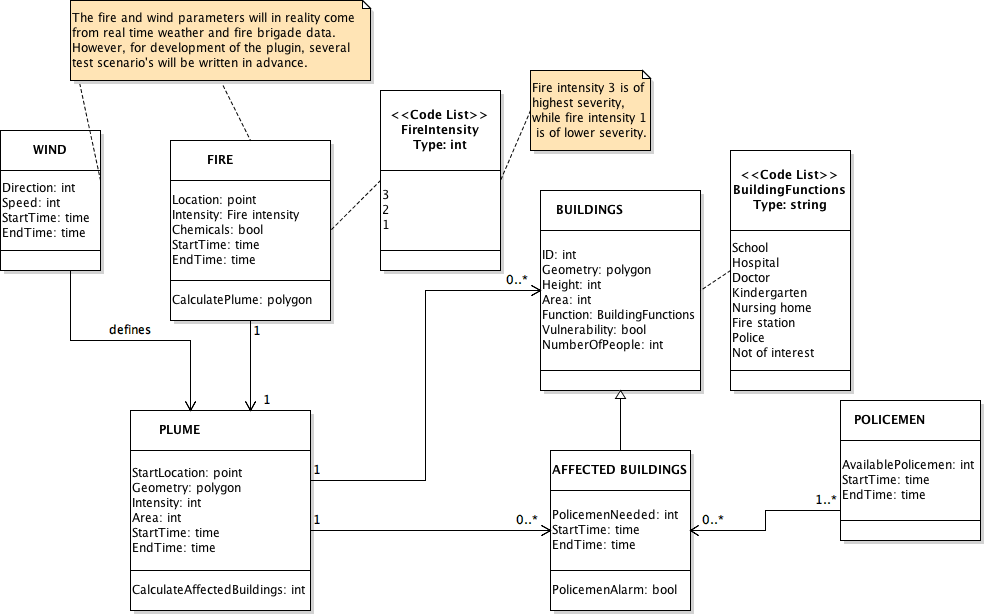 The fire and wind parameters will in reality come
from real time weather and fire brigade data.
However, for development of the plugin, several
test scenario's will be written in advance.
Fire intensity 3 is of
highest severity,
while fire intensity 1
is of lower severity.
WIND
Direction: int
Speed: int
StartTime: time
EndTime: time
FIRE
Location: point
Intensity: Fire intensity
Chemicals: bool
StartTime: time
EndTime: time
CalculatePlume: polygon
<<Code List>>
FireIntensity
Type: int
3
2
1
BUILDINGS
ID: int
Geometry: polygon
Height: int
Area: int
Function: BuildingFunctions
Vulnerability: bool
NumberOfPeople: int
<<Code List>>
BuildingFunctions
Type: string
School
Hospital
Doctor
Kindergarten
Nursing home
Fire station
Police
Not of interest
defines
1
1
0..*
PLUME
StartLocation: point
Geometry: polygon
Intensity: int
Area: int
StartTime: time
EndTime: time
CalculateAffectedBuildings: int
1
1
0..*
AFFECTED BUILDINGS
PolicemenNeeded: int
StartTime: time
EndTime: time
PolicemenAlarm: bool
0..*
1..*
POLICEMEN
AvailablePolicemen: int
StartTime: time
EndTime: time